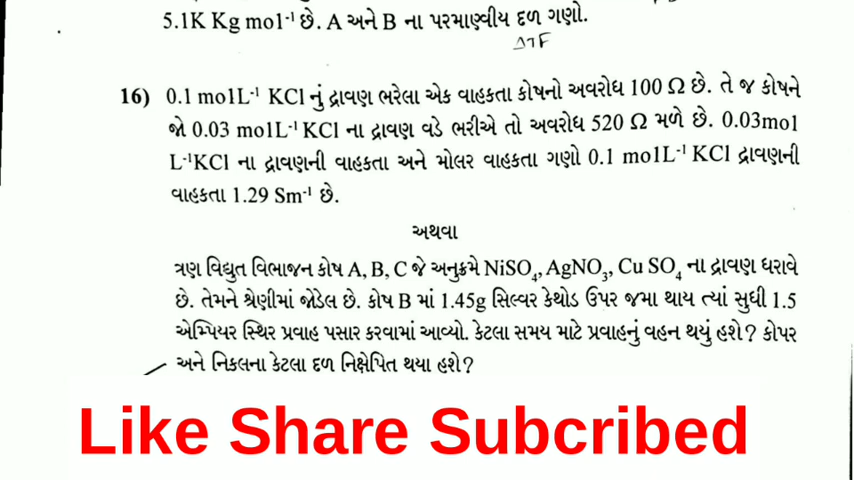 5.1K Kg mol⁻¹ છે. A અને B ના પરમાણ્વીય દળ ગણો.
ΔTF
16) 0.1 mo1L⁻¹ KCl નું દ્રાવણ ભરેલા એક વાહકતા કોષનો અવરોધ 100 Ω છે. તે જ કોષને
જો 0.03 mo1L⁻¹ KCl ના દ્રાવણ વડે ભરીએ તો અવરોધ 520 Ω મળે છે. 0.03mo1
L⁻¹KCl ના દ્રાવણની વાહકતા અને મોલર વાહકતા ગણો 0.1 mo1L⁻¹ KCl દ્રાવણની
વાહકતા 1.29 Sm⁻¹ છે.
અથવા
ત્રણ વિદ્યુત વિભાજન કોષ A, B, C જે અનુક્રમે NiSO₄, AgNO₃, Cu SO₄ ના દ્રાવણ ધરાવે
છે. તેમને શ્રેણીમાં જોડેલ છે. કોષ B માં 1.45g સિલ્વર કેથોડ ઉપર જમા થાય ત્યાં સુધી 1.5
એમ્પિયર સ્થિર પ્રવાહ પસાર કરવામાં આવ્યો. કેટલા સમય માટે પ્રવાહનું વહન થયું હશે? કોપર
અને નિકલના કેટલા દળ નિક્ષેપિત થયા હશે?
Like Share Subcribed